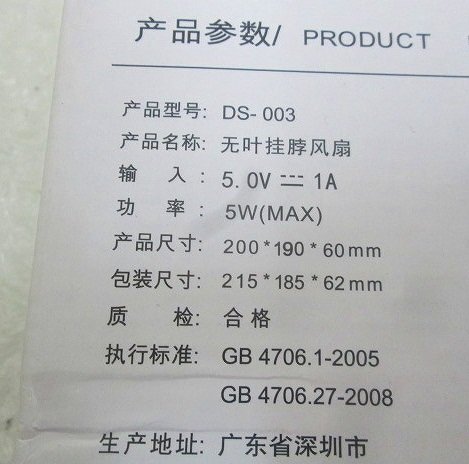 产品参数/ PRODUCT
产品型号: DS- 003
产品名称: 无叶挂脖风扇
输 入 : 5.0V ⎓ 1A
功 率: 5W(MAX)
产品尺寸: 200*190*60mm
包装尺寸: 215*185*62mm
质 检: 合格
执行标准: GB 4706.1-2005
GB 4706.27-2008
生产地址: 广东省深圳市